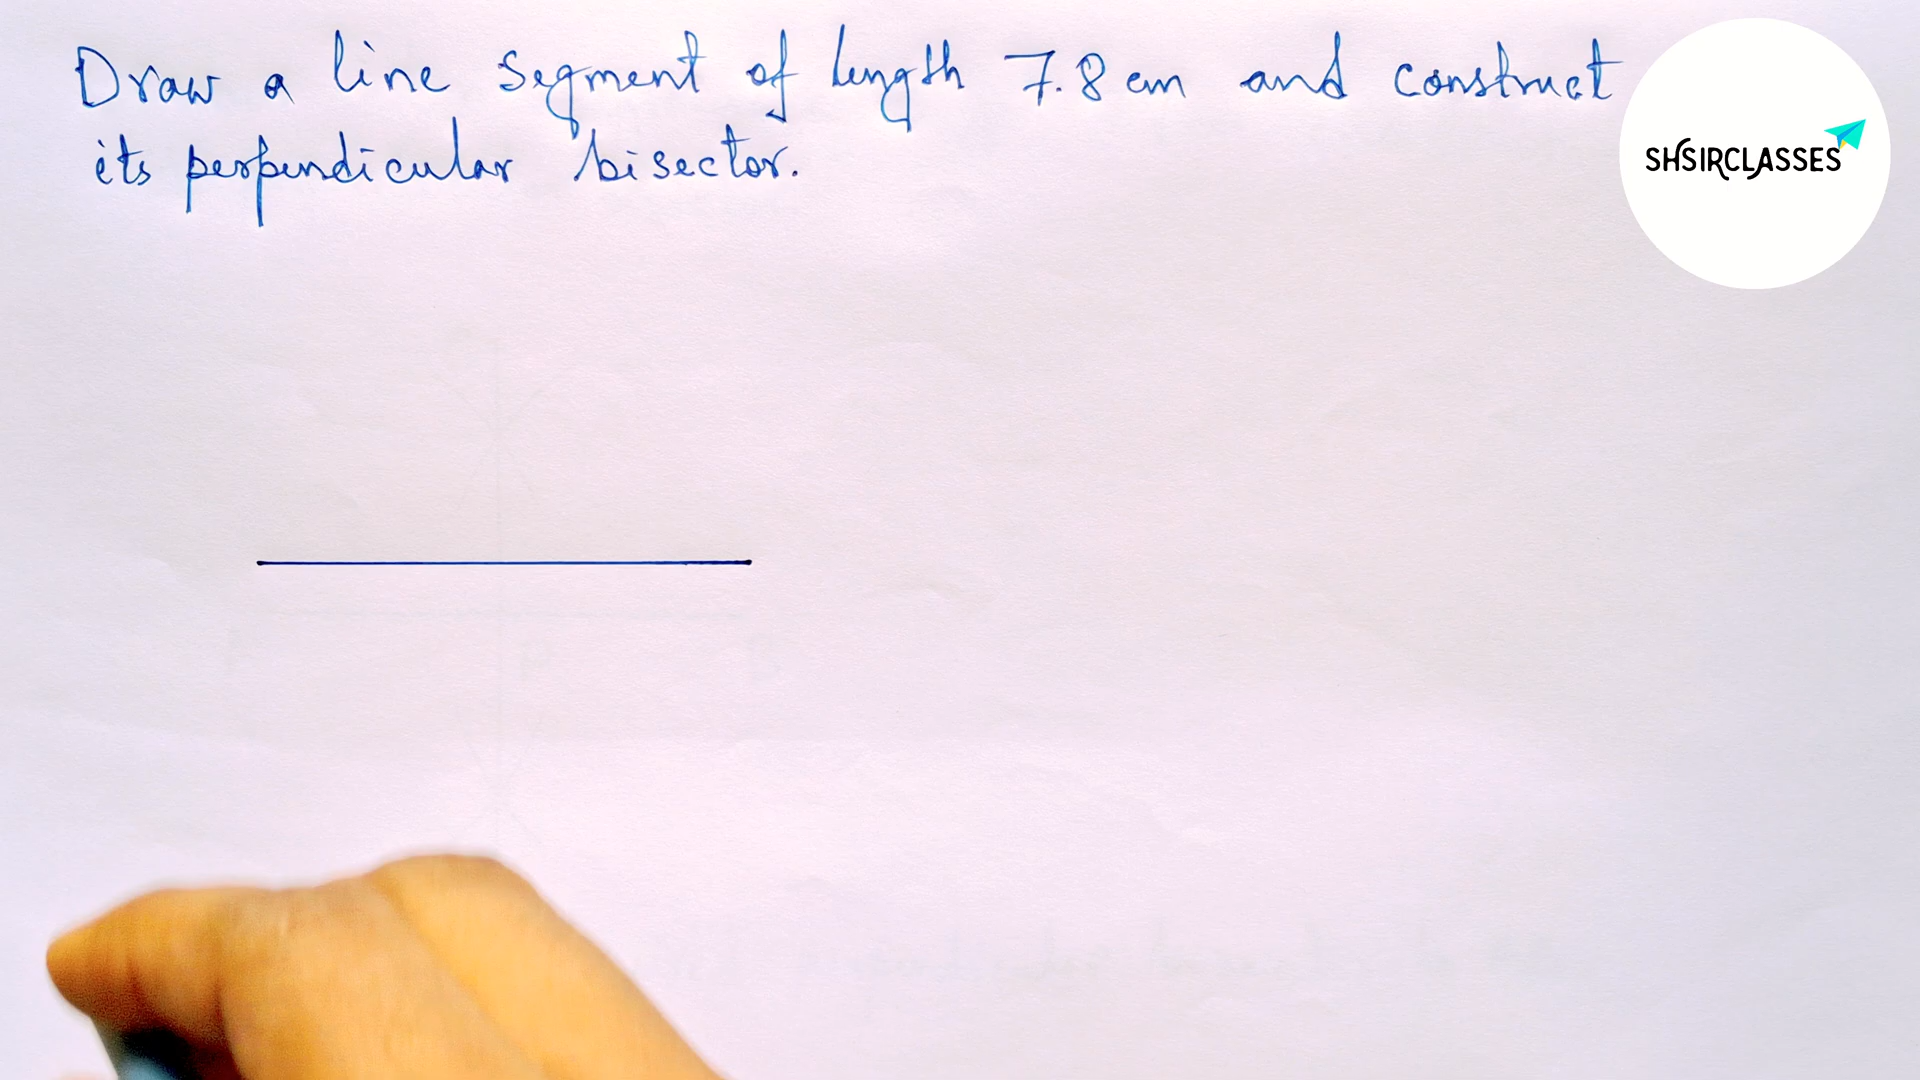 Draw a line segment of length 7.8 cm and construct
its perpendicular bisector.
SHSIRCLASSES